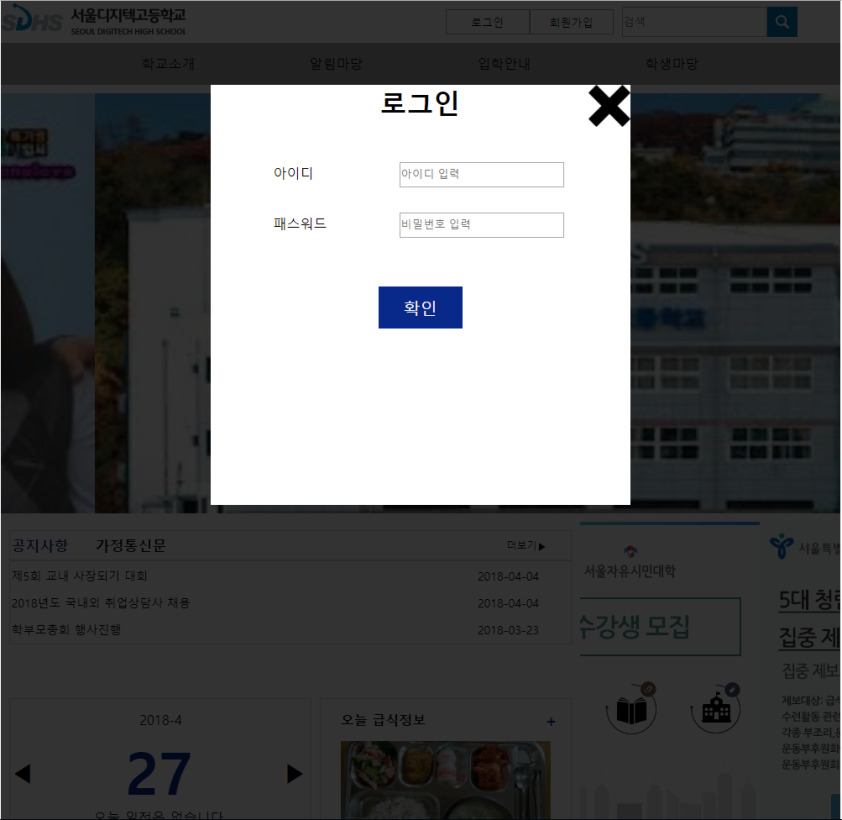 SDHS 서울디지텍고등학교
SEOUL DIGITECH HIGH SCHOOL
로그인 회원가입 검색
학교소개 알림마당 입학안내 학생마당
로그인
아이디 아이디 입력
패스워드 비밀번호 입력
확인
등학교
공지사항 가정통신문 더보기▶
제5회 교내 사장되기 대회 2018-04-04
2018년도 국내외 취업상담사 채용 2018-04-04
학부모총회 행사진행 2018-03-23
서울자유시민대학
수강생 모집
서울특별
5대 청렴
집중 제
집중 제보
제보대상: 급식
수련활동 관련
각종 부조리,
운동부후원회
운동부후원회
2018-4
27
오늘 일정은 없습니다
오늘 급식정보 +